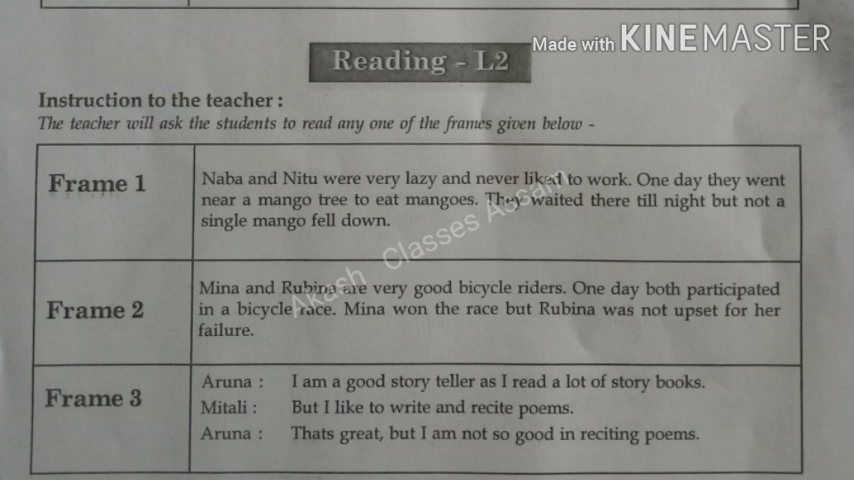 Made with KINEMASTER
Reading - L2
Instruction to the teacher :
The teacher will ask the students to read any one of the frames given below -
Frame 1
Naba and Nitu were very lazy and never liked to work. One day they went
near a mango tree to eat mangoes. They waited there till night but not a
single mango fell down.
Frame 2
Mina and Rubina are very good bicycle riders. One day both participated
in a bicycle race. Mina won the race but Rubina was not upset for her
failure.
Frame 3
Aruna : I am a good story teller as I read a lot of story books.
Mitali : But I like to write and recite poems.
Aruna : Thats great, but I am not so good in reciting poems.
Akash Classes Assam